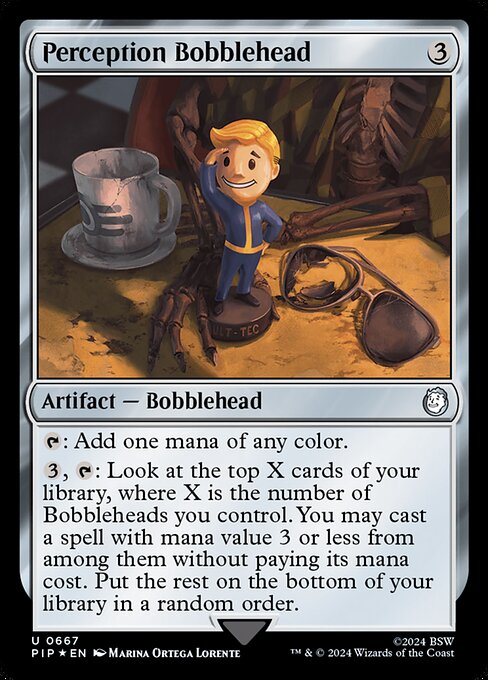 Perception Bobblehead 3
ULT-TEC
Artifact — Bobblehead
: Add one mana of any color.
3, : Look at the top X cards of your
library, where X is the number of
Bobbleheads you control. You may cast
a spell with mana value 3 or less from
among them without paying its mana
cost. Put the rest on the bottom of your
library in a random order.
U 0667
PIP ★ EN Marina Ortega Lorente
©2024 BSW
™ & © 2024 Wizards of the Coast